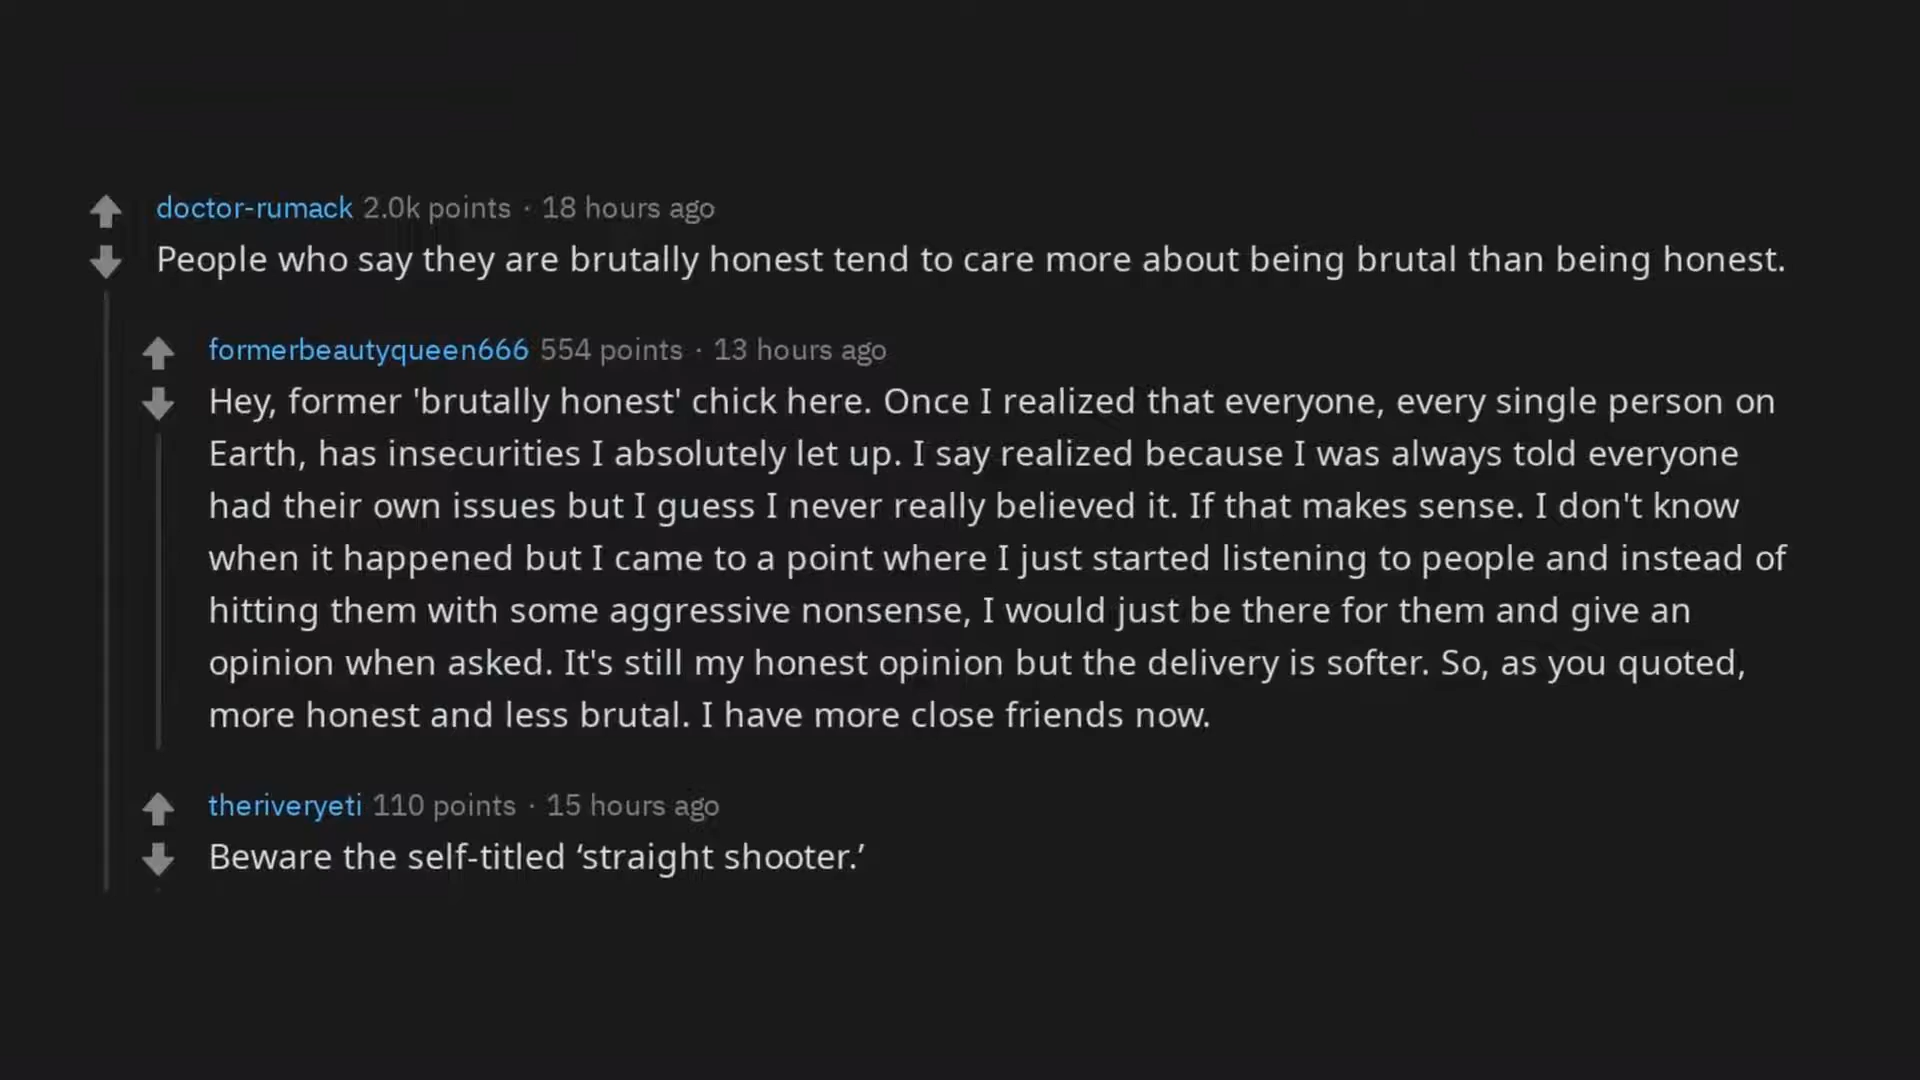 doctor-rumack 2.0k points · 18 hours ago
People who say they are brutally honest tend to care more about being brutal than being honest.
formerbeautyqueen666 554 points · 13 hours ago
Hey, former 'brutally honest' chick here. Once I realized that everyone, every single person on
Earth, has insecurities I absolutely let up. I say realized because I was always told everyone
had their own issues but I guess I never really believed it. If that makes sense. I don't know
when it happened but I came to a point where I just started listening to people and instead of
hitting them with some aggressive nonsense, I would just be there for them and give an
opinion when asked. It's still my honest opinion but the delivery is softer. So, as you quoted,
more honest and less brutal. I have more close friends now.
theriveryeti 110 points · 15 hours ago
Beware the self-titled ‘straight shooter.’